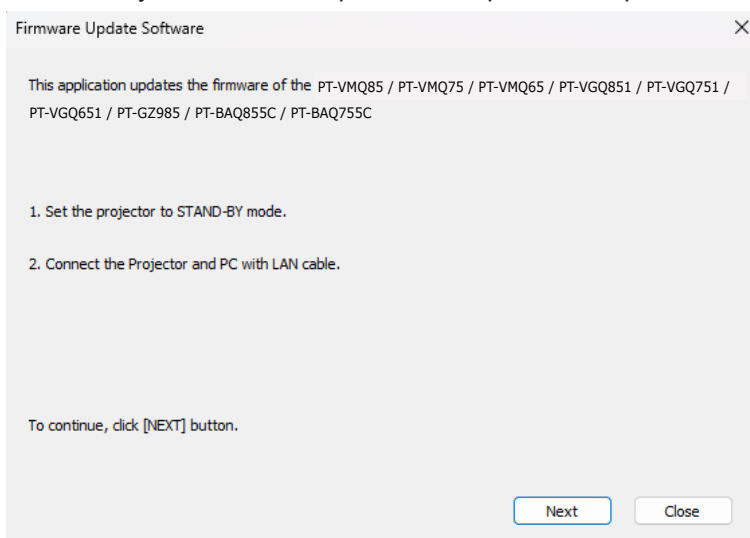 Firmware Update Software
This application updates the firmware of the PT-VMQ85 / PT-VMQ75 / PT-VMQ65 / PT-VGQ851 / PT-VGQ751 /
PT-VGQ651 / PT-GZ985 / PT-BAQ855C / PT-BAQ755C
1. Set the projector to STAND-BY mode.
2. Connect the Projector and PC with LAN cable.
To continue, click [NEXT] button.
Next Close